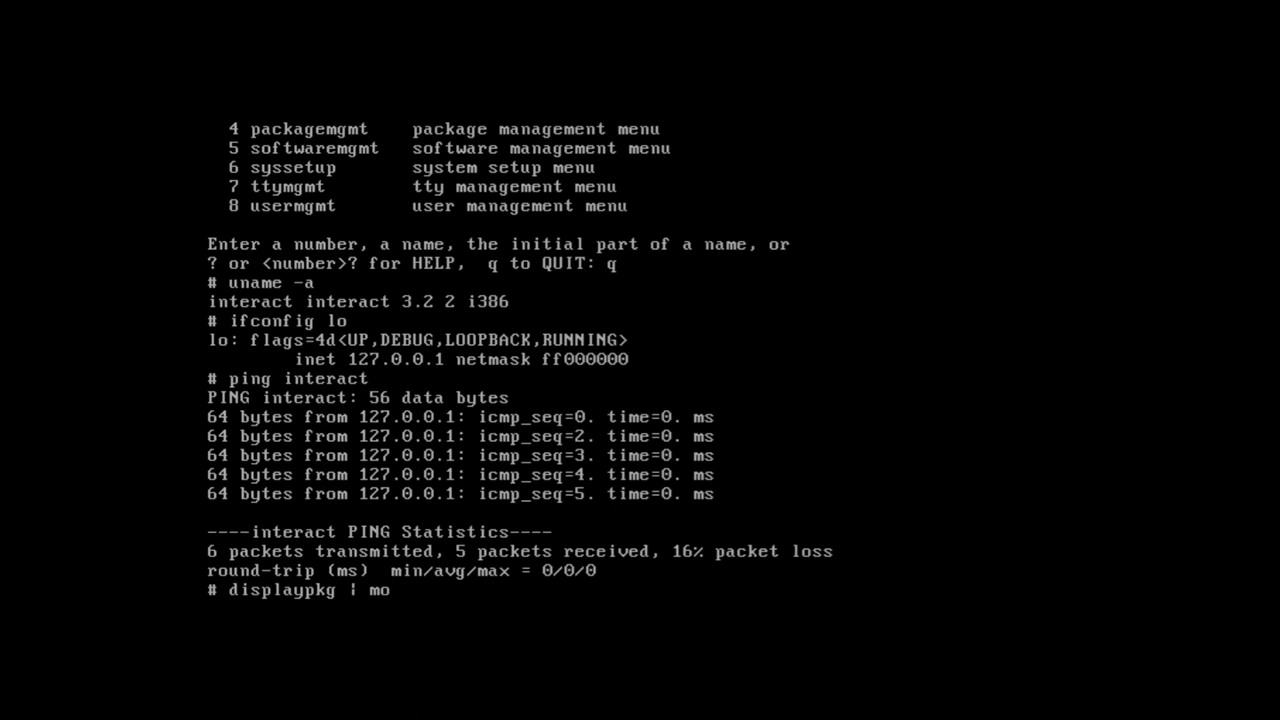 4 packagemgmt package management menu
5 softwaremgmt software management menu
6 syssetup system setup menu
7 ttymgmt tty management menu
8 usermgmt user management menu
Enter a number, a name, the initial part of a name, or
? or <number>? for HELP, q to QUIT: q
# uname -a
interact interact 3.2 2 i386
# ifconfig lo
lo: flags=4d<UP,DEBUG,LOOPBACK,RUNNING>
inet 127.0.0.1 netmask ff000000
# ping interact
PING interact: 56 data bytes
64 bytes from 127.0.0.1: icmp_seq=0. time=0. ms
64 bytes from 127.0.0.1: icmp_seq=2. time=0. ms
64 bytes from 127.0.0.1: icmp_seq=3. time=0. ms
64 bytes from 127.0.0.1: icmp_seq=4. time=0. ms
64 bytes from 127.0.0.1: icmp_seq=5. time=0. ms
----interact PING Statistics----
6 packets transmitted, 5 packets received, 16% packet loss
round-trip (ms) min/avg/max = 0/0/0
# displaypkg | mo